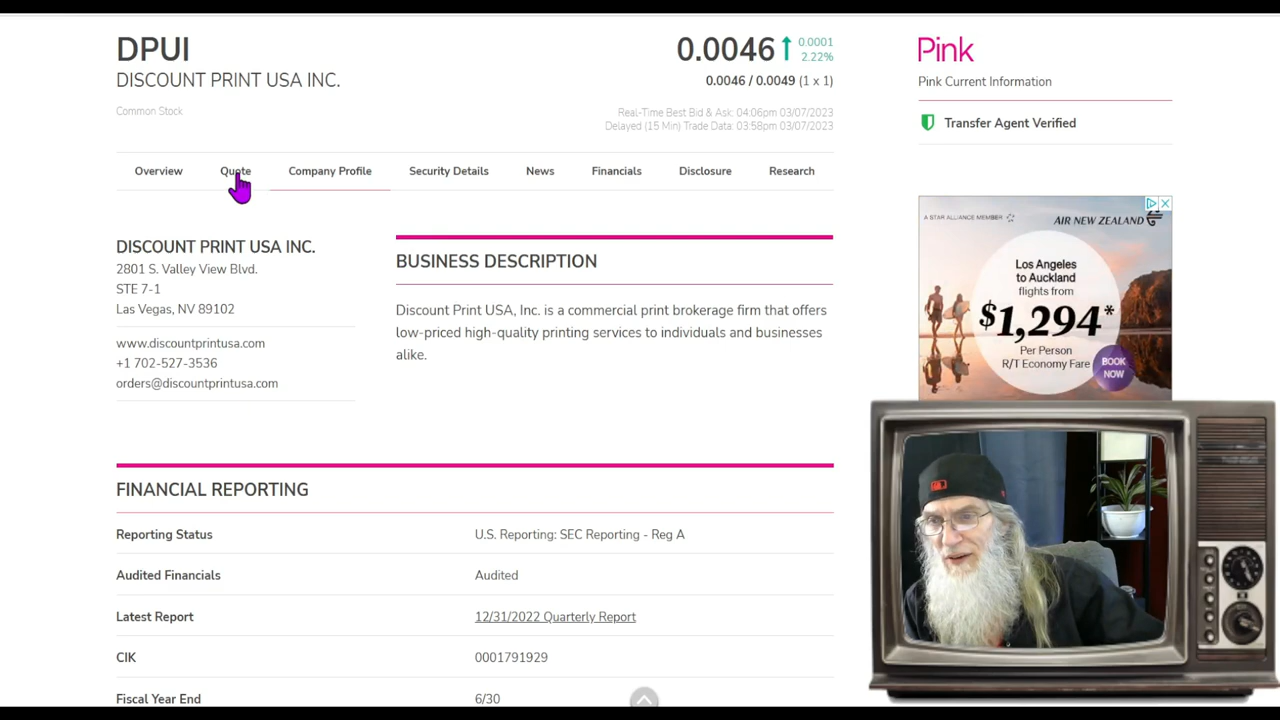 DPUI
DISCOUNT PRINT USA INC.
Common Stock
0.0046
0.0001
2.22%
0.0046 / 0.0049 (1 x 1)
Real-Time Best Bid & Ask: 04:06pm 03/07/2023
Delayed (15 Min) Trade Data: 03:58pm 03/07/2023
Pink
Pink Current Information
Transfer Agent Verified
Overview Quote Company Profile Security Details News Financials Disclosure Research
DISCOUNT PRINT USA INC.
2801 S. Valley View Blvd.
STE 7-1
Las Vegas, NV 89102
www.discountprintusa.com
+1 702-527-3536
orders@discountprintusa.com
BUSINESS DESCRIPTION
Discount Print USA, Inc. is a commercial print brokerage firm that offers
low-priced high-quality printing services to individuals and businesses
alike.
A STAR ALLIANCE MEMBER
AIR NEW ZEALAND
Los Angeles
to Auckland
flights from
$1,294*
Per Person
R/T Economy Fare
BOOK
NOW
FINANCIAL REPORTING
Reporting Status U.S. Reporting: SEC Reporting - Reg A
Audited Financials Audited
Latest Report 12/31/2022 Quarterly Report
CIK 0001791929
Fiscal Year End 6/30